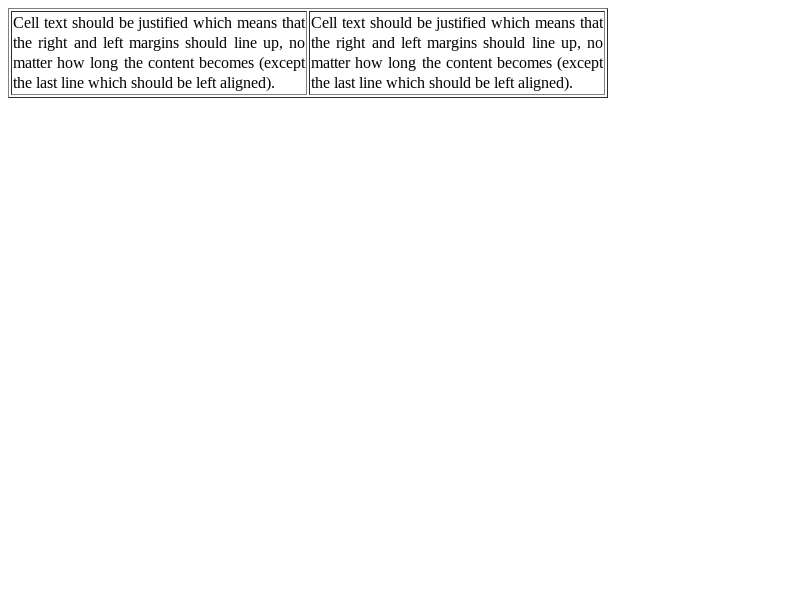 Cell text should be justified which means that
the right and left margins should line up, no
matter how long the content becomes (except
the last line which should be left aligned).
Cell text should be justified which means that
the right and left margins should line up, no
matter how long the content becomes (except
the last line which should be left aligned).